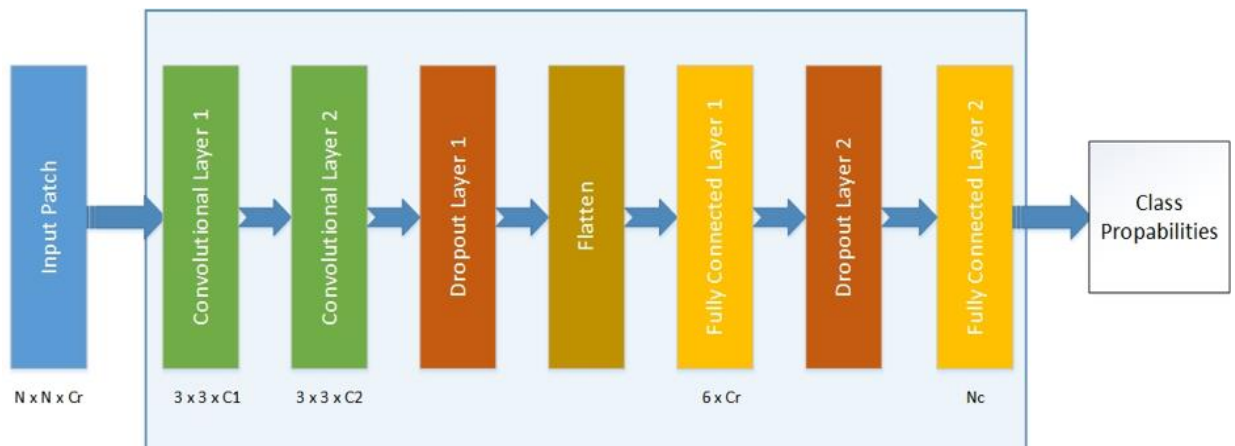 Input Patch
Convolutional Layer 1
Convolutional Layer 2
Dropout Layer 1
Flatten
Fully Connected Layer 1
Dropout Layer 2
Fully Connected Layer 2
Class
Propabilities
N x N x Cr
3 x 3 x C1
3 x 3 x C2
6 x Cr
Nc